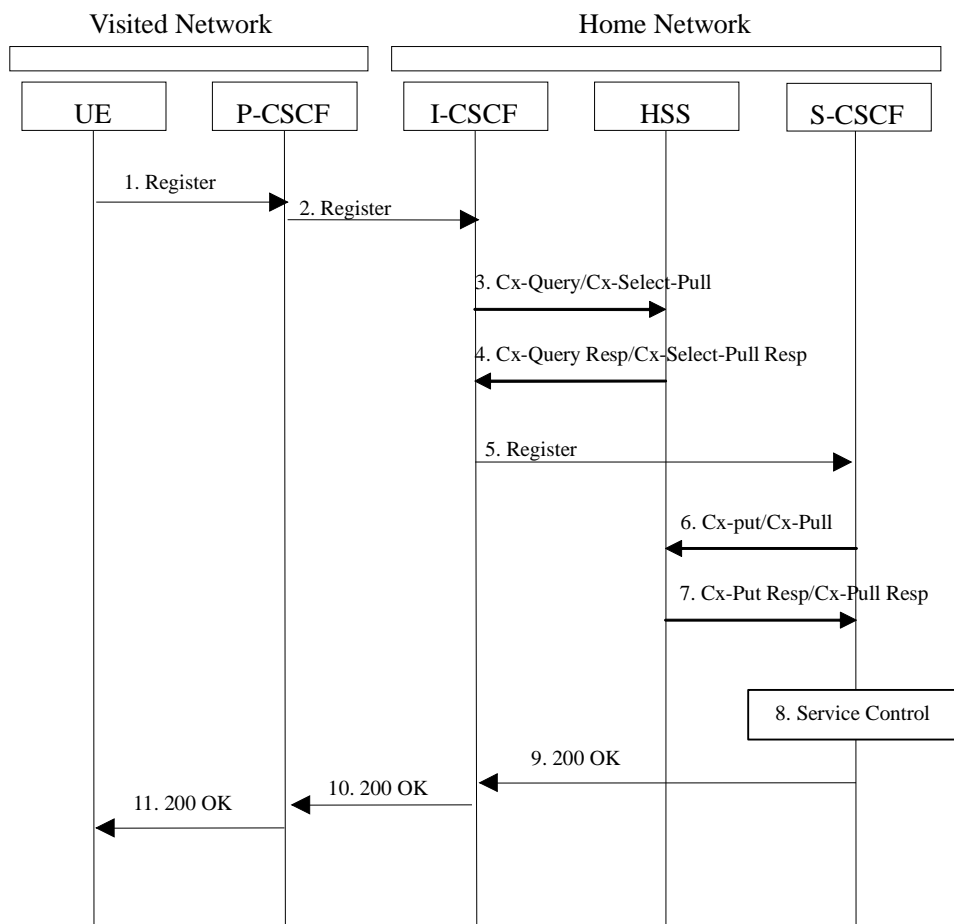 Visited Network
Home Network
UE
P-CSCF
I-CSCF
HSS
S-CSCF
1. Register
2. Register
3. Cx-Query/Cx-Select-Pull
4. Cx-Query Resp/Cx-Select-Pull Resp
5. Register
6. Cx-put/Cx-Pull
7. Cx-Put Resp/Cx-Pull Resp
8. Service Control
9. 200 OK
10. 200 OK
11. 200 OK